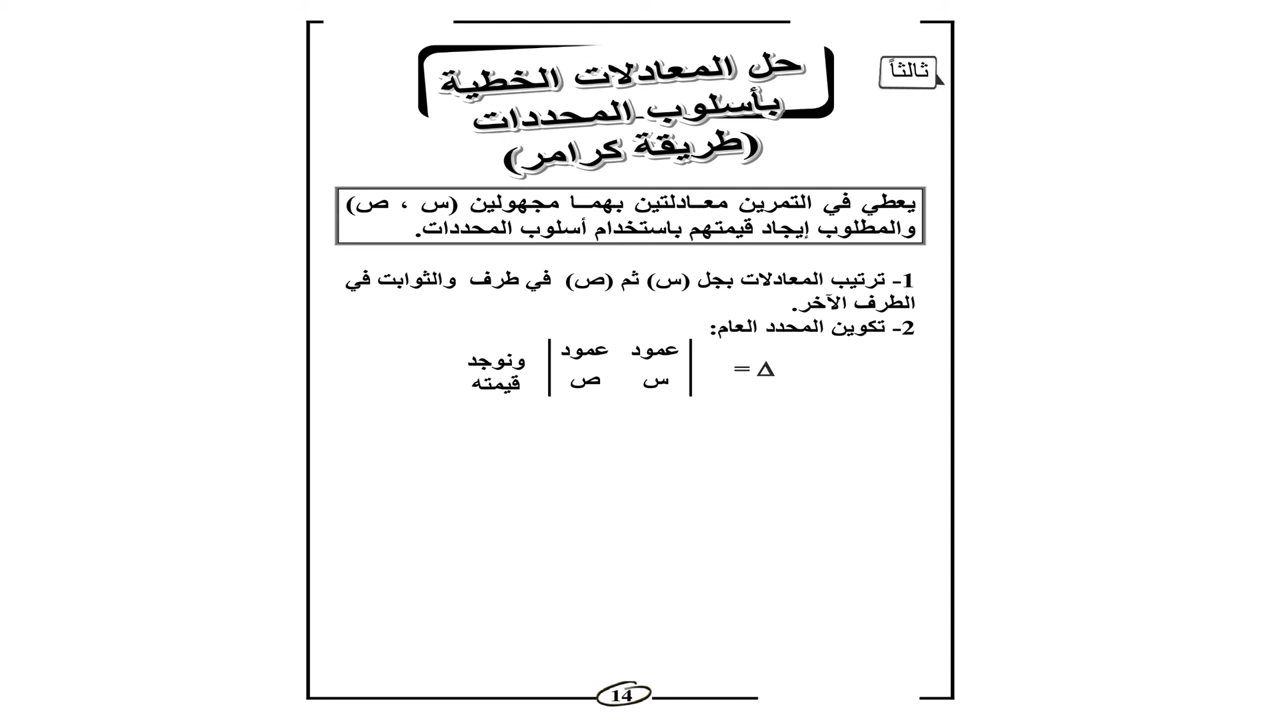 ثالثاً
حل المعادلات الخطية
بأسلوب المحددات
(طريقة كرامر)
يعطي في التمرين معادلتين بهما مجهولين (س ، ص)
والمطلوب إيجاد قيمتهم باستخدام أسلوب المحددات.
1- ترتيب المعادلات بجل (س) ثم (ص) في طرف والثوابت في
الطرف الآخر.
2- تكوين المحدد العام:
عمود عمود
Δ = | س ص |
ونوجد
قيمته
14